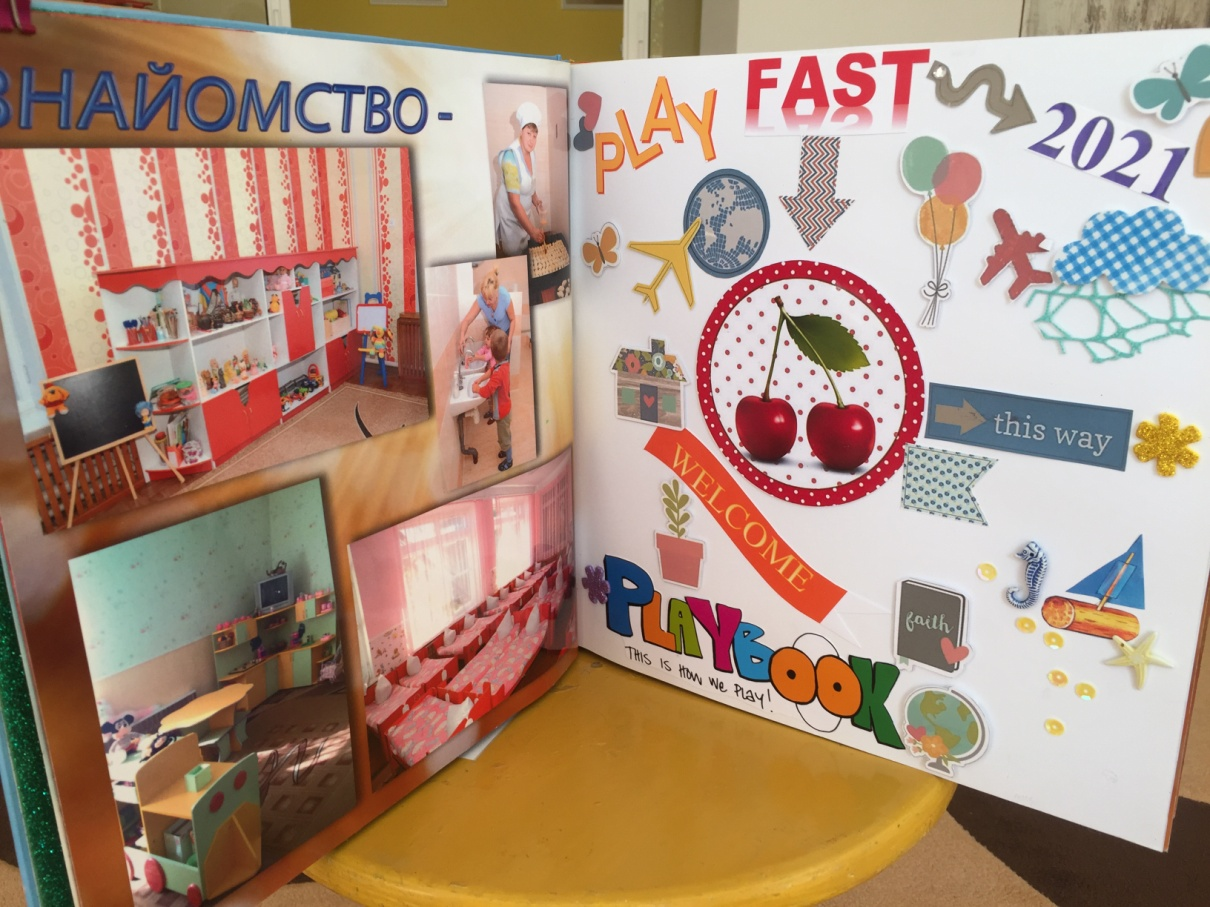 ЗНАЙОМСТВО-
PLAY
FAST
2021
this way
WELCOME
faith
PLAYBOOK
THIS IS HOW WE PLAY!